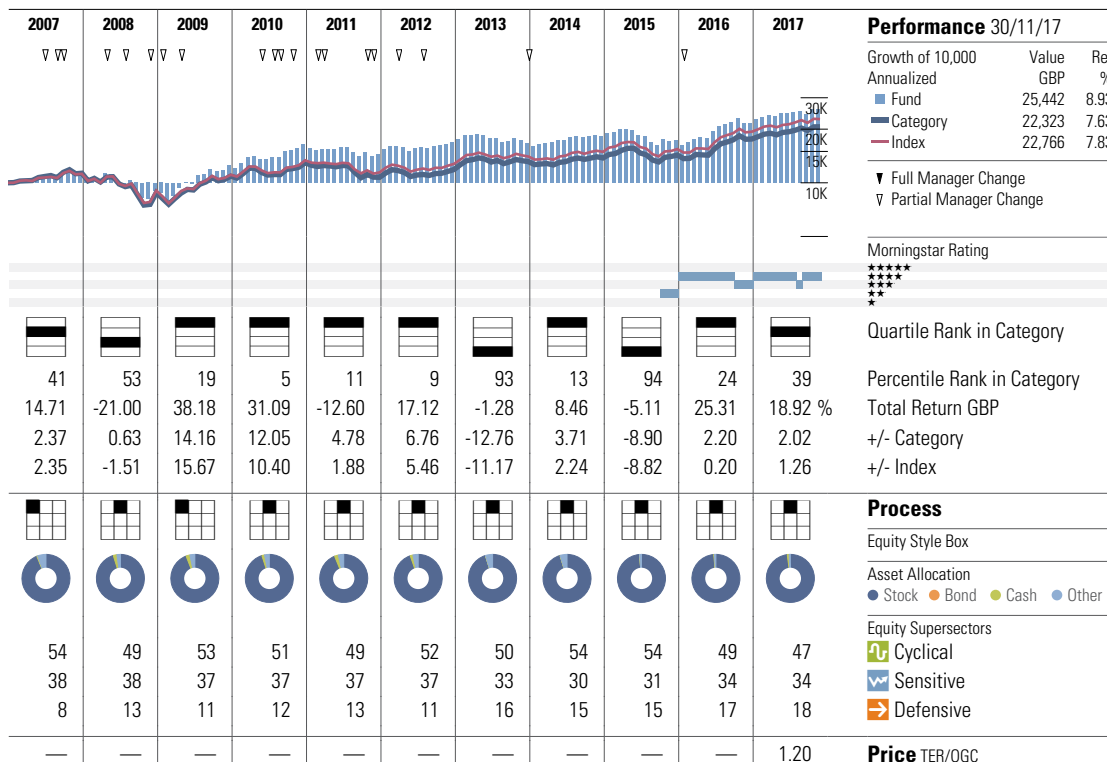 2007 2008 2009 2010 2011 2012 2013 2014 2015 2016 2017
Performance 30/11/17
Growth of 10,000 Value Re
Annualized GBP %
Fund 25,442 8.93
Category 22,323 7.63
Index 22,766 7.83
Full Manager Change
Partial Manager Change
30K
20K
15K
10K
Morningstar Rating
★★★★★
★★★★
★★★
★★
★
Quartile Rank in Category
41 53 19 5 11 9 93 13 94 24 39 Percentile Rank in Category
14.71 -21.00 38.18 31.09 -12.60 17.12 -1.28 8.46 -5.11 25.31 18.92 % Total Return GBP
2.37 0.63 14.16 12.05 4.78 6.76 -12.76 3.71 -8.90 2.20 2.02 +/- Category
2.35 -1.51 15.67 10.40 1.88 5.46 -11.17 2.24 -8.82 0.20 1.26 +/- Index
Process
Equity Style Box
Asset Allocation
Stock Bond Cash Other
Equity Supersectors
54 49 53 51 49 52 50 54 54 49 47 Cyclical
38 38 37 37 37 37 33 30 31 34 34 Sensitive
8 13 11 12 13 11 16 15 15 17 18 Defensive
— — — — — — — — — — 1.20 Price TER/OGC